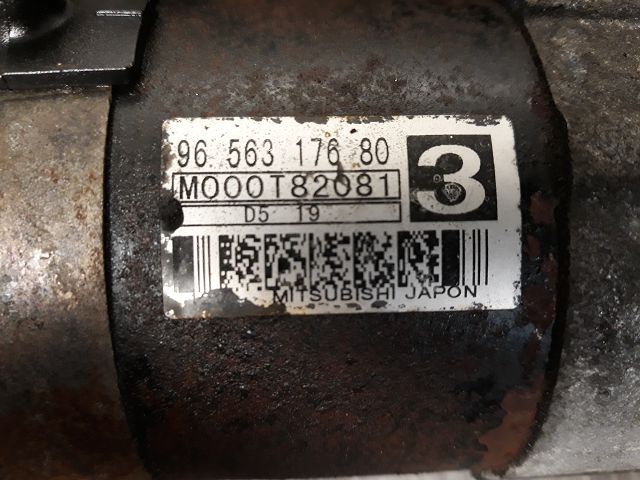 96 563 176 80
M000T82081
3
D5 19
MITSUBISHI JAPON